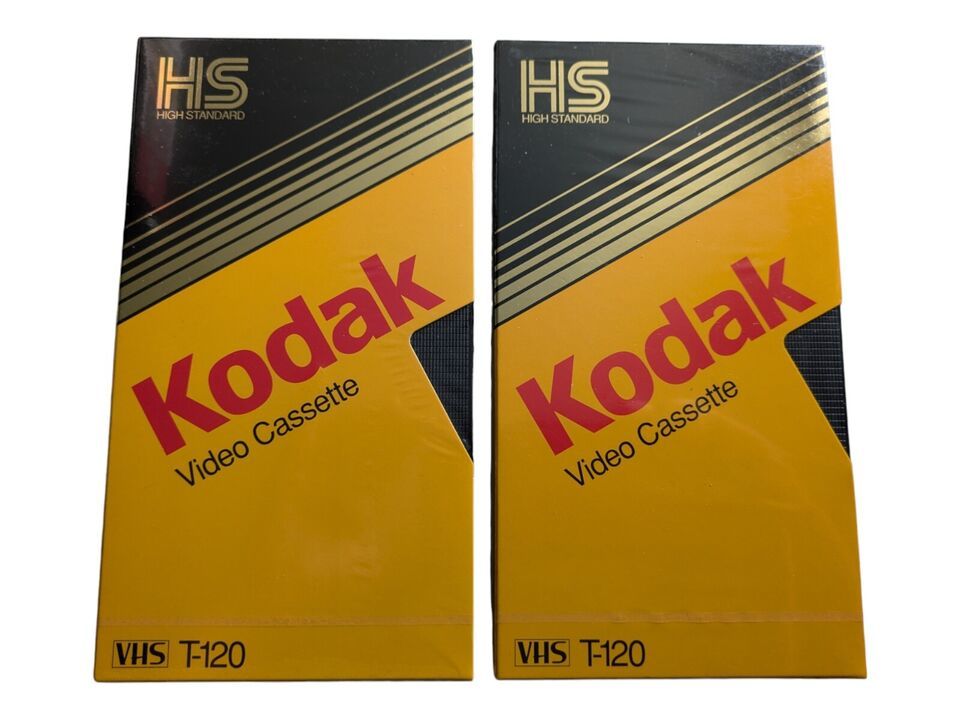 HS
HIGH STANDARD
Kodak
Video Cassette
VHS T-120
HS
HIGH STANDARD
Kodak
Video Cassette
VHS T-120